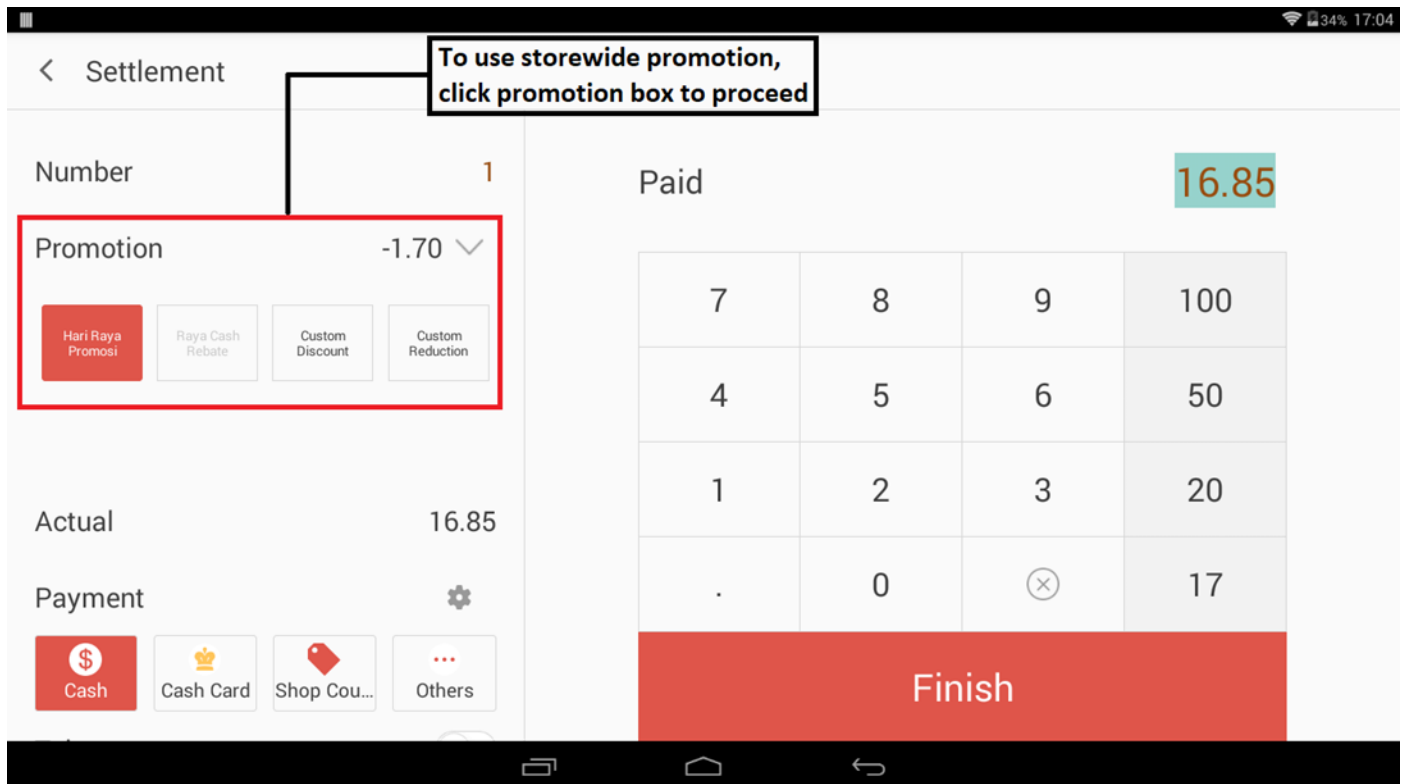 34% 17:04
Settlement
To use storewide promotion,
click promotion box to proceed
Number 1
Promotion -1.70
Hari Raya
Promosi
Raya Cash
Rebate
Custom
Discount
Custom
Reduction
Actual 16.85
Payment
Cash
Cash Card
Shop Cou...
Others
Paid 16.85
7 8 9 100
4 5 6 50
1 2 3 20
. 0 17
Finish